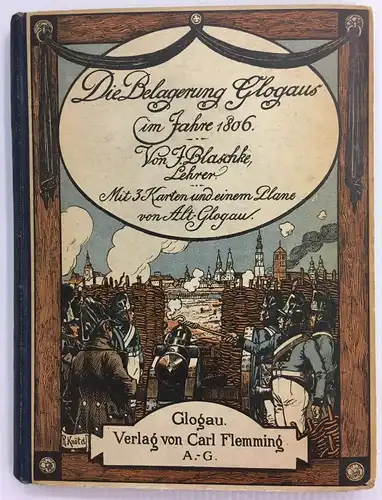 Die Belagerung Glogaus
im Jahre 1806.
Von J. Blaschke,
Lehrer
Mit 3 Karten und einem Plane
von Alt-Glogau.
R. Knötel
Glogau.
Verlag von Carl Flemming
A.-G.